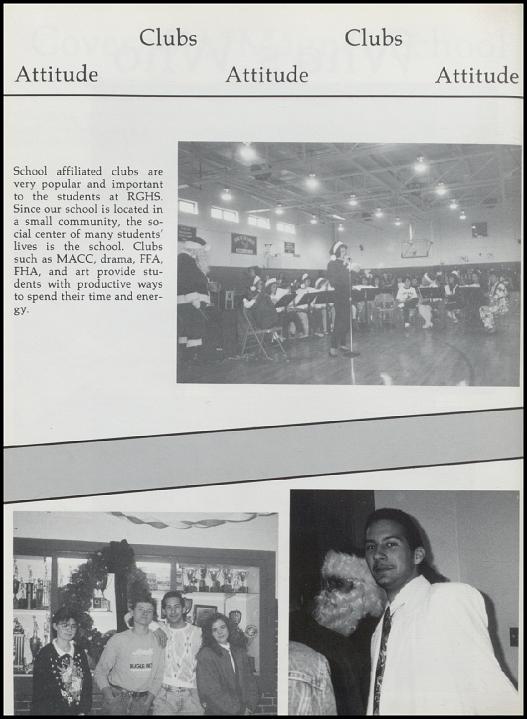 Clubs Clubs
Attitude Attitude Attitude
School affiliated clubs are
very popular and important
to the students at RGHS.
Since our school is located in
a small community, the so-
cial center of many students'
lives is the school. Clubs
such as MACC, drama, FFA,
FHA, and art provide stu-
dents with productive ways
to spend their time and ener-
gy.